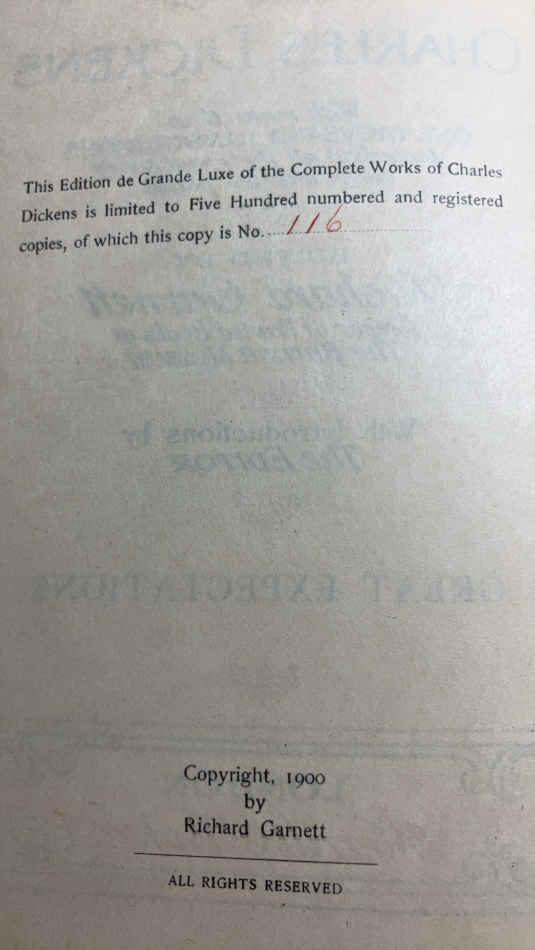 This Edition de Grande Luxe of the Complete Works of Charles
Dickens is limited to Five Hundred numbered and registered
copies, of which this copy is No. 116
Copyright, 1900
by
Richard Garnett
ALL RIGHTS RESERVED